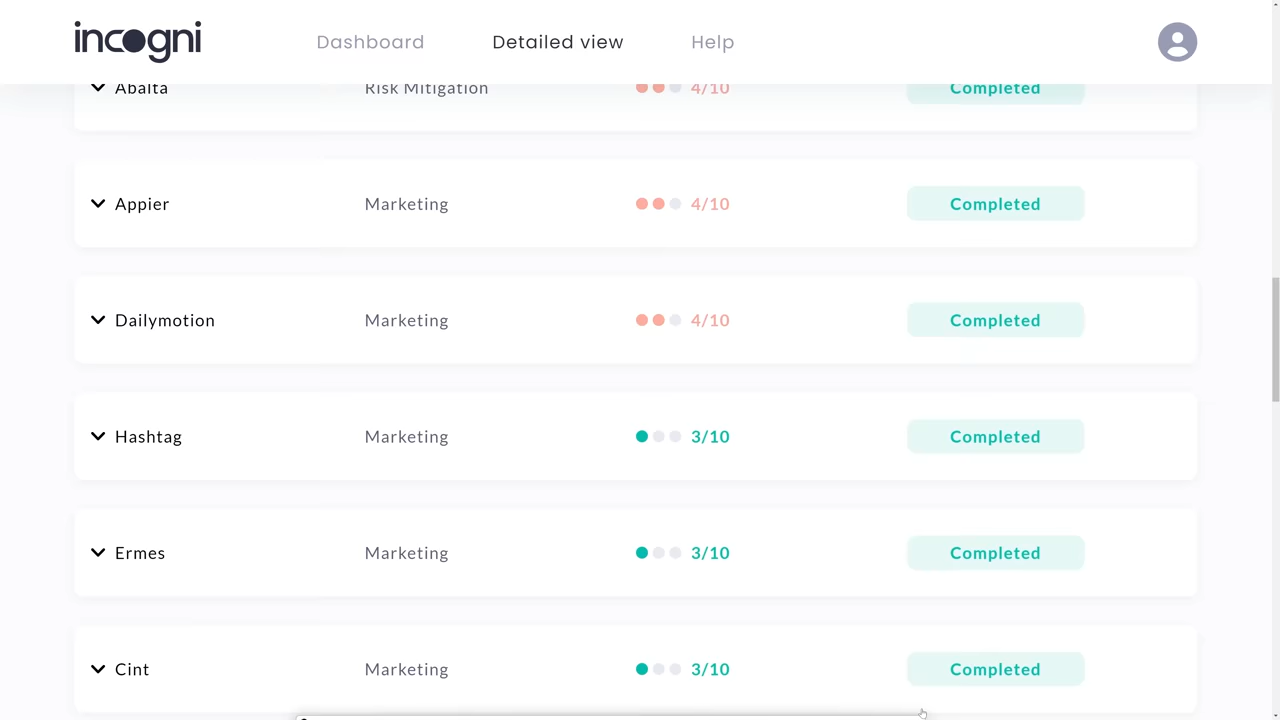 incogni Dashboard Detailed view Help
Abalta Risk Mitigation 4/10 Completed
Appier Marketing 4/10 Completed
Dailymotion Marketing 4/10 Completed
Hashtag Marketing 3/10 Completed
Ermes Marketing 3/10 Completed
Cint Marketing 3/10 Completed